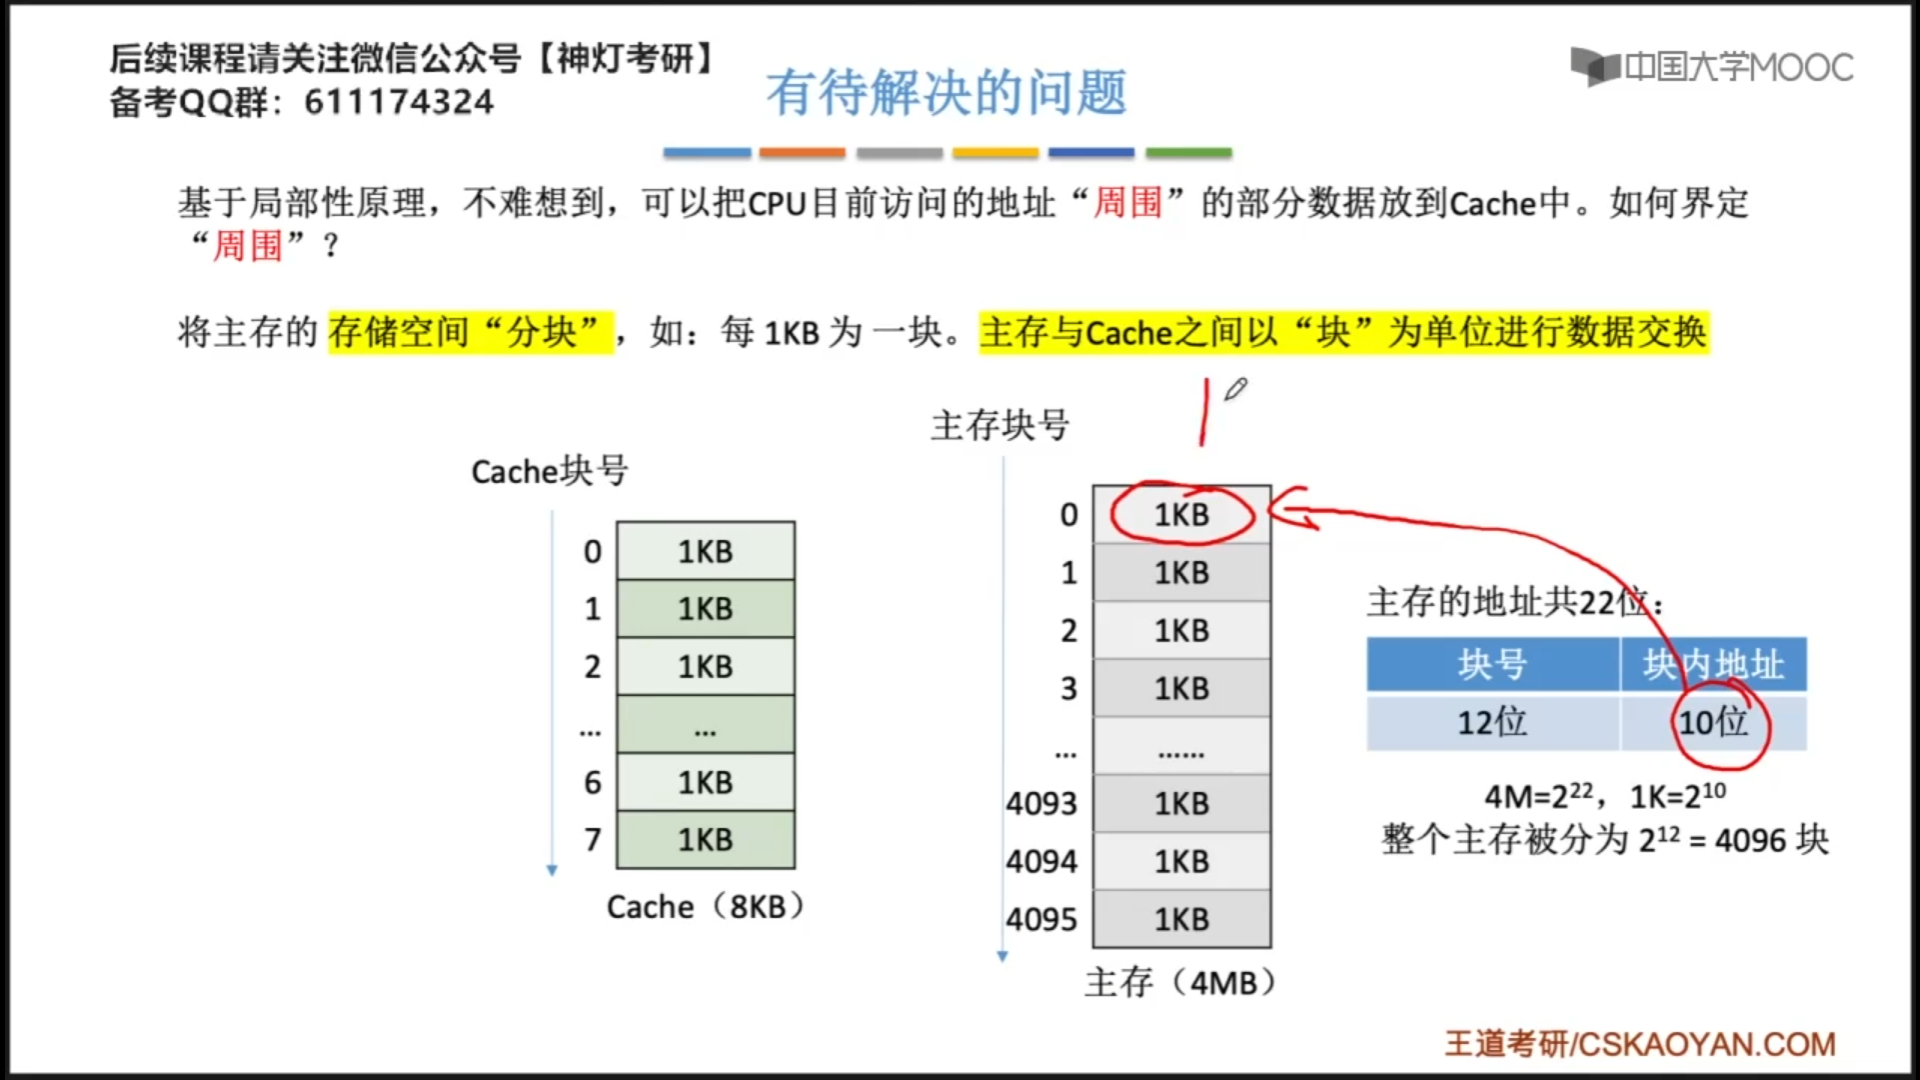 后续课程请关注微信公众号【神灯考研】
备考QQ群：611174324
中国大学MOOC
有待解决的问题
基于局部性原理，不难想到，可以把CPU目前访问的地址“周围”的部分数据放到Cache中。如何界定
“周围”？
将主存的 存储空间“分块”，如：每 1KB 为 一块。主存与Cache之间以“块”为单位进行数据交换
Cache块号
0 1KB
1 1KB
2 1KB
... ...
6 1KB
7 1KB
Cache（8KB）
主存块号
0 1KB
1 1KB
2 1KB
3 1KB
... ......
4093 1KB
4094 1KB
4095 1KB
主存（4MB）
主存的地址共22位：
块号 块内地址
12位 10位
4M=2²²，1K=2¹⁰
整个主存被分为 2¹² = 4096 块
王道考研/CSKAOYAN.COM